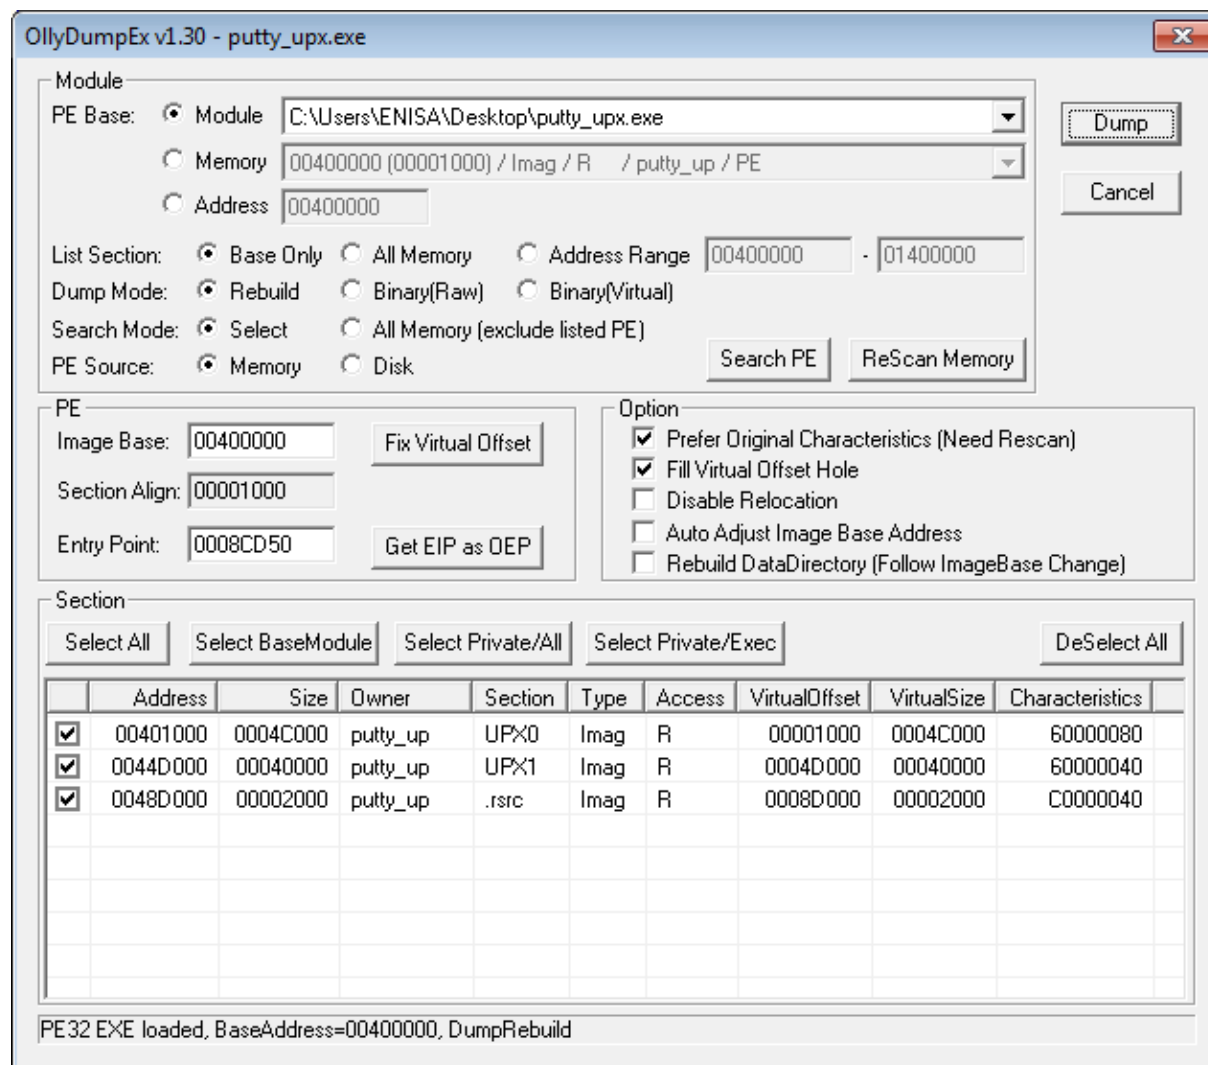 OllyDumpEx v1.30 - putty_upx.exe
Module
PE Base: Module C:\Users\ENISA\Desktop\putty_upx.exe Dump
Memory 00400000 (00001000) / Imag / R / putty_up / PE
Cancel
Address 00400000
List Section: Base Only All Memory Address Range 00400000 - 01400000
Dump Mode: Rebuild Binary(Raw) Binary(Virtual)
Search Mode: Select All Memory (exclude listed PE)
PE Source: Memory Disk Search PE ReScan Memory
PE
Image Base: 00400000 Fix Virtual Offset
Section Align: 00001000
Entry Point: 0008CD50 Get EIP as OEP
Option
Prefer Original Characteristics (Need Rescan)
Fill Virtual Offset Hole
Disable Relocation
Auto Adjust Image Base Address
Rebuild DataDirectory (Follow ImageBase Change)
Section
Select All Select BaseModule Select Private/All Select Private/Exec DeSelect All
Address Size Owner Section Type Access VirtualOffset VirtualSize Characteristics
00401000 0004C000 putty_up UPX0 Imag R 00001000 0004C000 60000080
0044D000 00040000 putty_up UPX1 Imag R 0004D000 00040000 60000040
0048D000 00002000 putty_up .rsrc Imag R 0008D000 00002000 C0000040
PE32 EXE loaded, BaseAddress=00400000, DumpRebuild